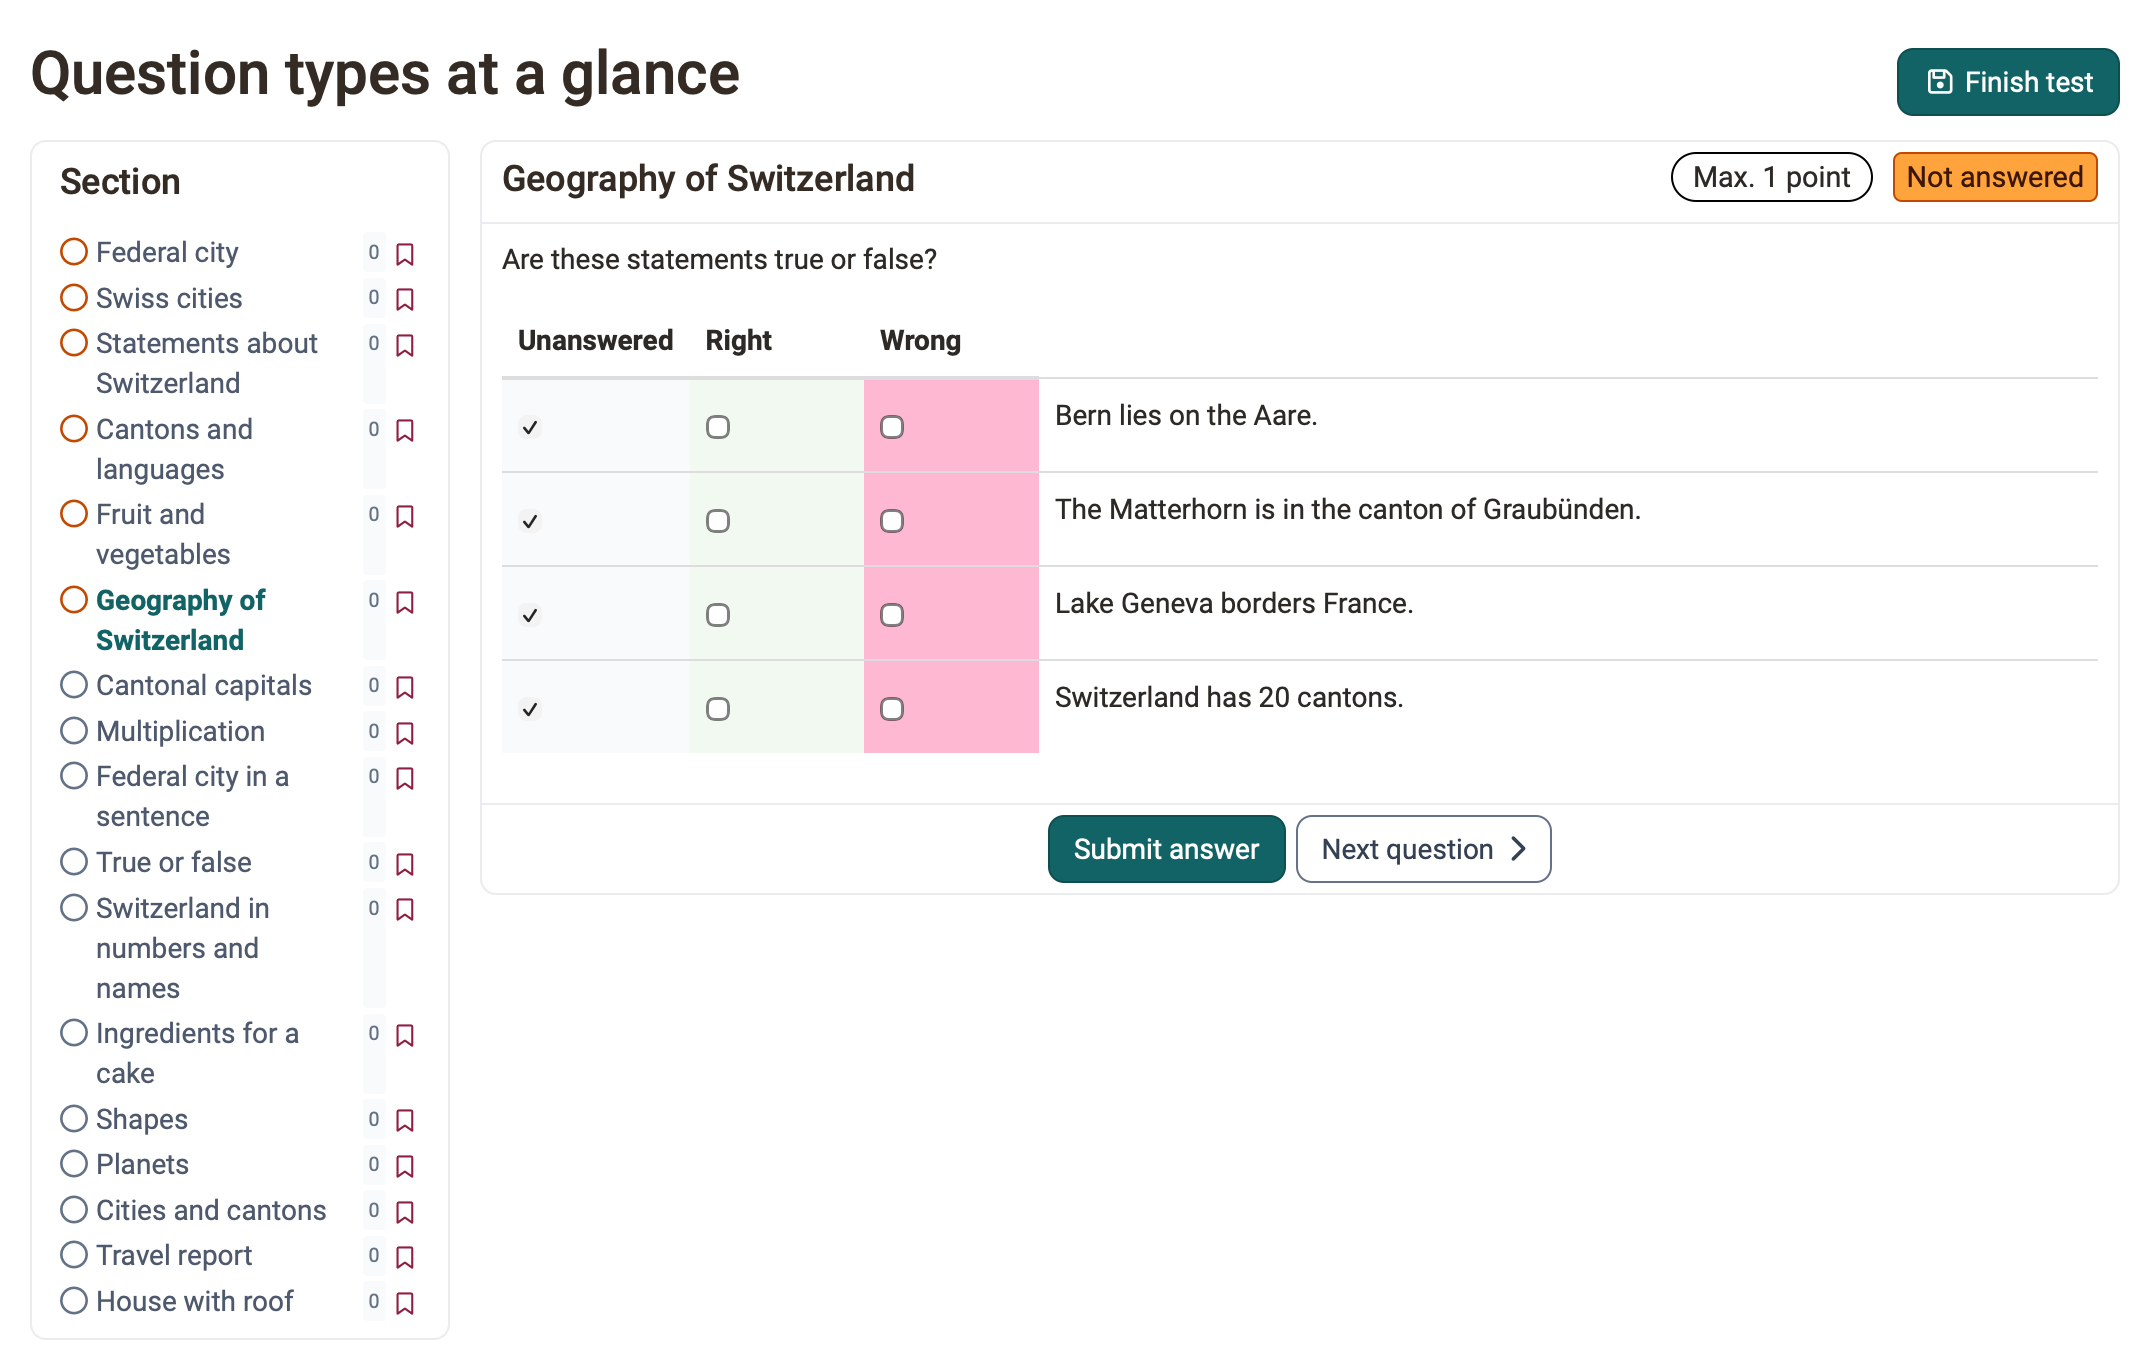 Question types at a glance
Finish test
Section
Federal city 0
Swiss cities 0
Statements about 0
Switzerland
Cantons and 0
languages
Fruit and 0
vegetables
Geography of 0
Switzerland
Cantonal capitals 0
Multiplication 0
Federal city in a 0
sentence
True or false 0
Switzerland in 0
numbers and
names
Ingredients for a 0
cake
Shapes 0
Planets 0
Cities and cantons 0
Travel report 0
House with roof 0
Geography of Switzerland
Max. 1 point
Not answered
Are these statements true or false?
Unanswered Right Wrong
Bern lies on the Aare.
The Matterhorn is in the canton of Graubünden.
Lake Geneva borders France.
Switzerland has 20 cantons.
Submit answer
Next question